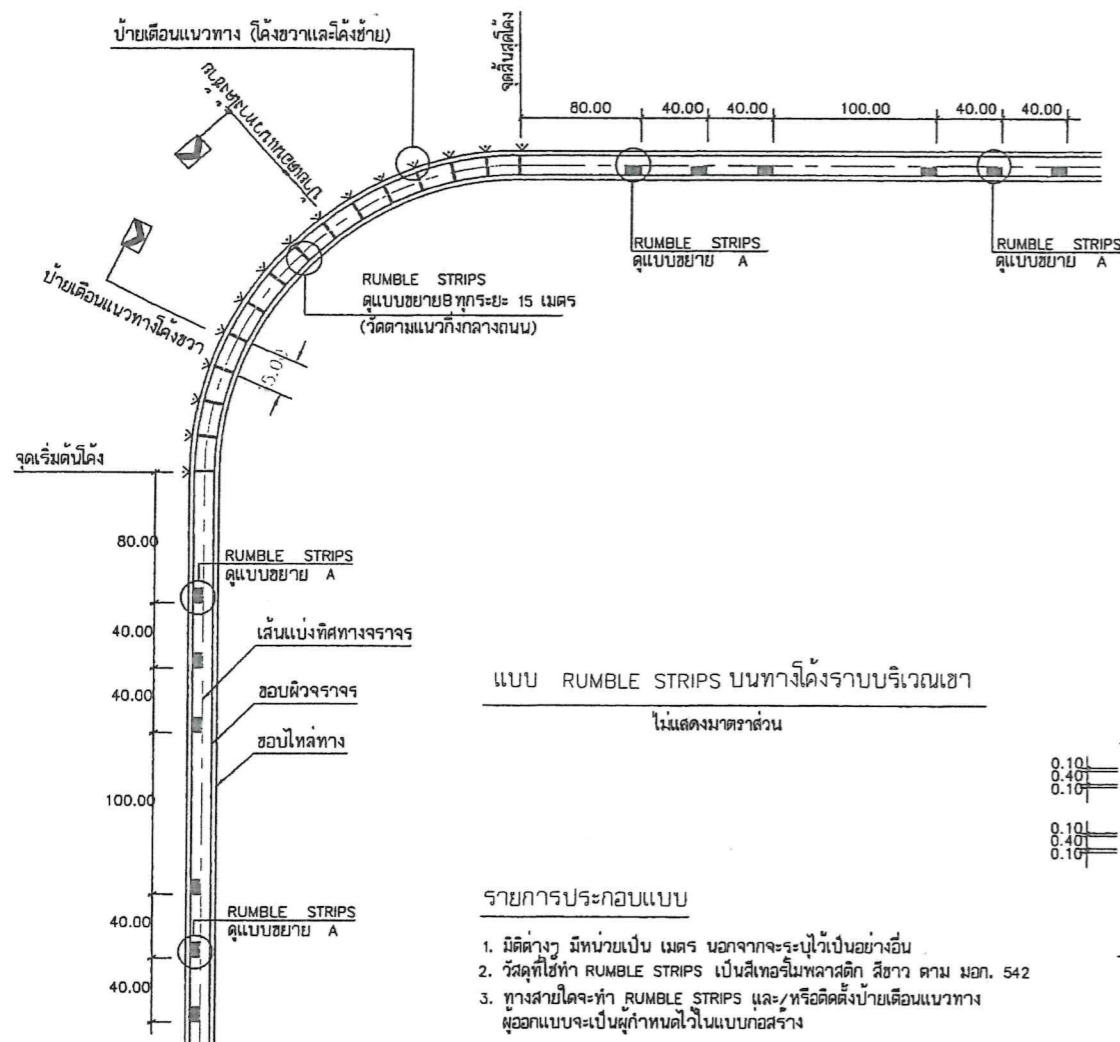 ป้ายเตือนแนวทาง (โค้งขวาและโค้งซ้าย)
จุดสิ้นสุดโค้ง
80.00
40.00
40.00
100.00
40.00
40.00
ป้ายเตือนแนวทางโค้งซ้าย
ป้ายเตือนแนวทางโค้งขวา
RUMBLE STRIPS
ดูแบบขยาย A
RUMBLE STRIPS
ดูแบบขยาย A
RUMBLE STRIPS
ดูแบบขยายB ทุกระยะ 15 เมตร
(วัดตามแนวกึ่งกลางถนน)
15.00
จุดเริ่มต้นโค้ง
80.00
RUMBLE STRIPS
ดูแบบขยาย A
40.00
เส้นแบ่งทิศทางจราจร
40.00
ขอบผิวจราจร
ขอบไหล่ทาง
100.00
RUMBLE STRIPS
ดูแบบขยาย A
40.00
40.00
แบบ RUMBLE STRIPS บนทางโค้งราบบริเวณเขา
ไม่แสดงมาตราส่วน
0.10
0.40
0.10
0.10
0.40
0.10
รายการประกอบแบบ
1. มิติต่างๆ มีหน่วยเป็น เมตร นอกจากจะระบุไว้เป็นอย่างอื่น
2. วัสดุที่ใช้ทำ RUMBLE STRIPS เป็นสีเทอร์โมพลาสติก สีขาว ตาม มอก. 542
3. ทางสายใดจะทำ RUMBLE STRIPS และ/หรือติดตั้งป้ายเตือนแนวทาง
ผู้ออกแบบจะเป็นผู้กำหนดไว้ในแบบก่อสร้าง